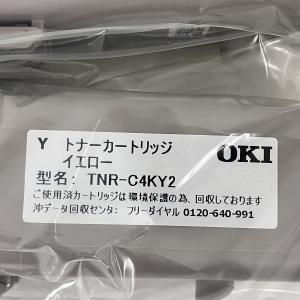 Y トナーカートリッジ
イエロー
OKI
型名: TNR-C4KY2
ご使用済カートリッジは環境保護の為、回収しております
沖データ回収センタ: フリーダイヤル 0120-640-991